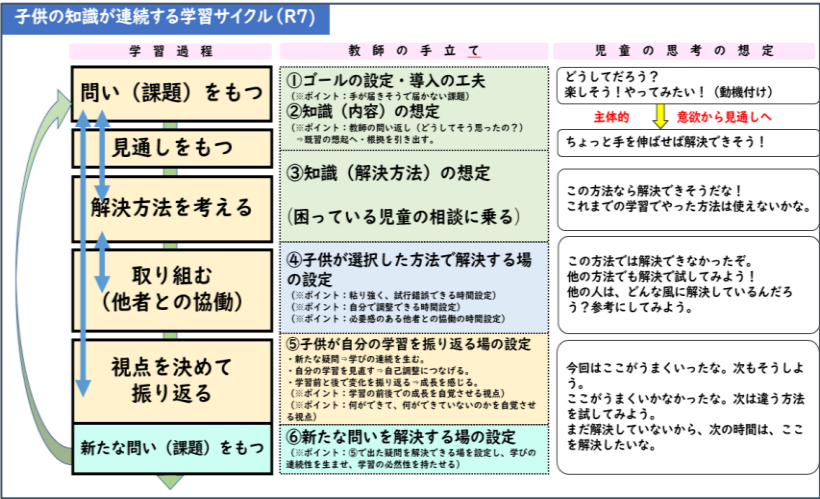 子供の知識が連続する学習サイクル(R7)
学習過程
教師の手立て
児童の思考の想定
問い（課題）をもつ
見通しをもつ
解決方法を考える
取り組む
（他者との協働）
視点を決めて
振り返る
新たな問い（課題）をもつ
①ゴールの設定・導入の工夫
（※ポイント：手が届きそうで届かない課題）
②知識（内容）の想定
（※ポイント：教師の問い返し（どうしてそう思ったの？）
⇒既習の想起へ・根拠を引き出す。
③知識（解決方法）の想定
(困っている児童の相談に乗る)
④子供が選択した方法で解決する場
の設定
（※ポイント：粘り強く、試行錯誤できる時間設定）
（※ポイント：自分で調整できる時間設定）
（※ポイント：必要感のある他者との協働の時間設定）
⑤子供が自分の学習を振り返る場の設定
・新たな疑問⇒学びの連続を生む。
・自分の学習を見直す⇒自己調整につなげる。
・学習前と後で変化を振り返る⇒成長を感じる。
（※ポイント：学習の前後での成長を自覚させる視点）
（※ポイント：何ができて、何ができていないのかを自覚させ
る視点）
⑥新たな問いを解決する場の設定
（※ポイント：⑤で出た疑問を解決できる場を設定し、学びの
連続性を生ませ、学習の必然性を持たせる）
どうしてだろう？
楽しそう！やってみたい！（動機付け）
主体的 意欲から見通しへ
ちょっと手を伸ばせば解決できそう！
この方法なら解決できそうだな！
これまでの学習でやった方法は使えないかな。
この方法では解決できなかったぞ。
他の方法でも解決で試してみよう！
他の人は、どんな風に解決しているんだろ
う？参考にしてみよう。
今回はここがうまくいったな。次もそうしよ
う。
ここがうまくいかなかったな。次は違う方法
を試してみよう。
まだ解決していないから、次の時間は、ここ
を解決したいな。